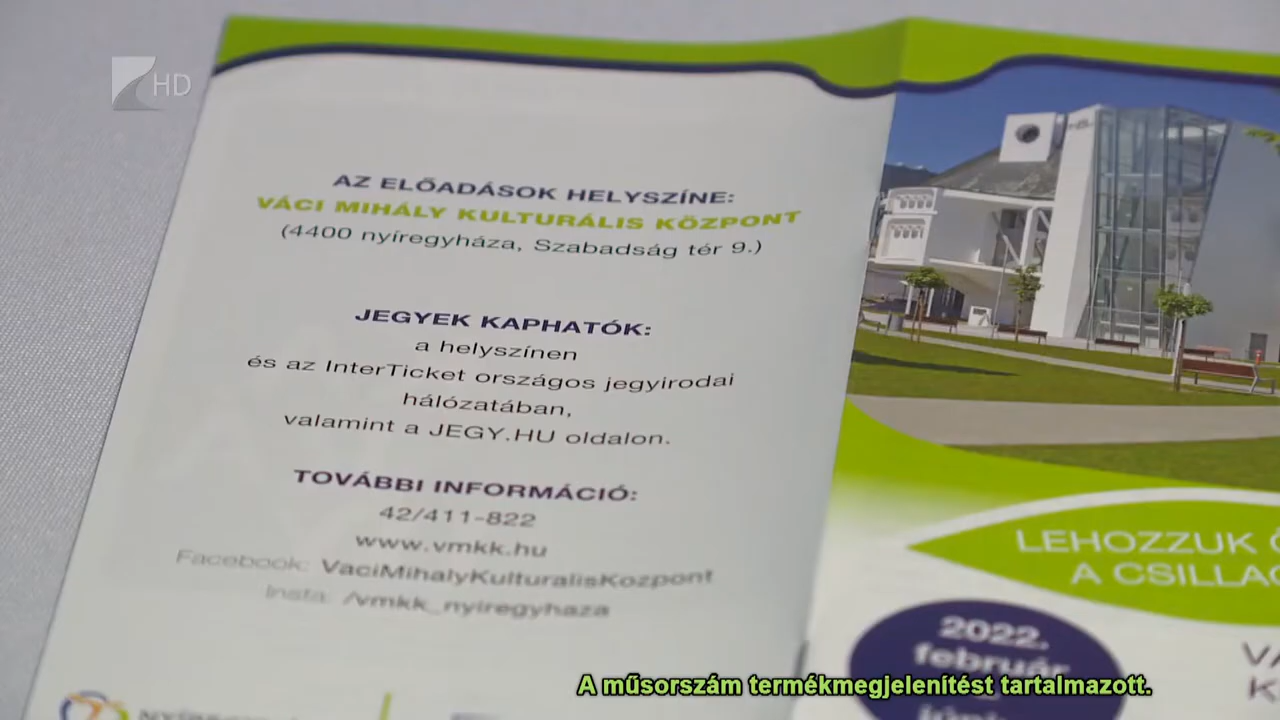 HD
AZ ELŐADÁSOK HELYSZÍNE:
VÁCI MIHÁLY KULTURÁLIS KÖZPONT
(4400 nyíregyháza, Szabadság tér 9.)
JEGYEK KAPHATÓK:
a helyszínen
és az InterTicket országos jegyirodai
hálózatában,
valamint a JEGY.HU oldalon.
TOVÁBBI INFORMÁCIÓ:
42/411-822
www.vmkk.hu
Facebook: VaciMihalyKulturalisKozpont
Insta: /vmkk_nyiregyhaza
LEHOZZUK
A CSILLAG
2022.
február
A műsorszám termékmegjelenítést tartalmazott.